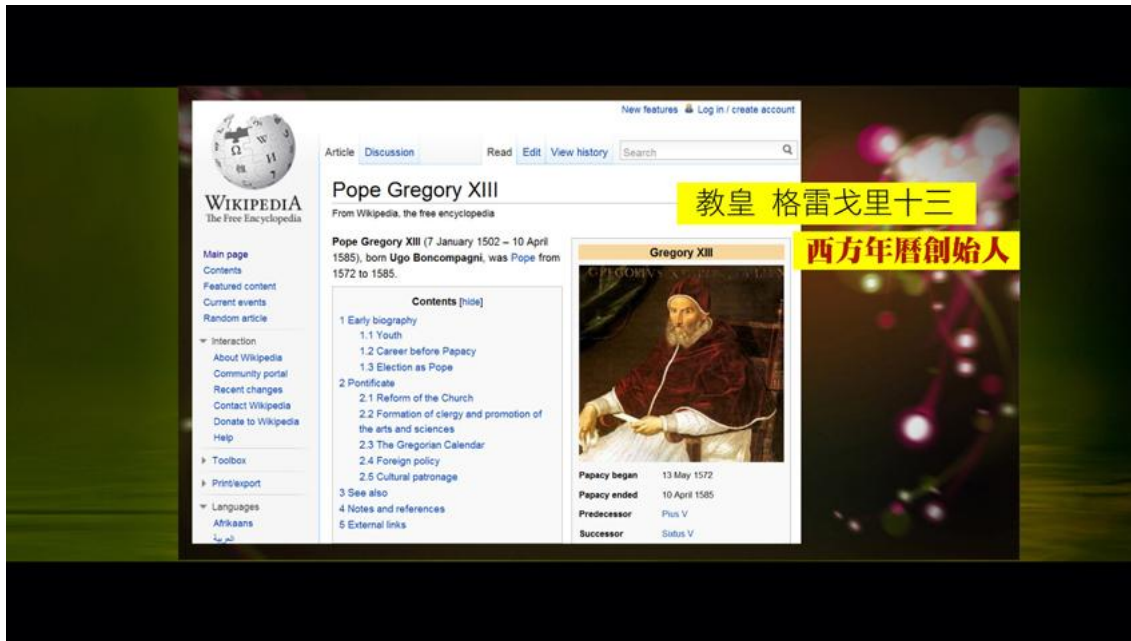 New features Log in / create account
Article Discussion Read Edit View history Search
WIKIPEDIA
The Free Encyclopedia
Pope Gregory XIII
From Wikipedia, the free encyclopedia
教皇 格雷戈里十三
西方年曆創始人
Main page
Contents
Featured content
Current events
Random article
Interaction
About Wikipedia
Community portal
Recent changes
Contact Wikipedia
Donate to Wikipedia
Help
Toolbox
Print/export
Languages
Afrikaans
العربية
Pope Gregory XIII (7 January 1502 – 10 April
1585), born Ugo Boncompagni, was Pope from
1572 to 1585.
Contents [hide]
1 Early biography
1.1 Youth
1.2 Career before Papacy
1.3 Election as Pope
2 Pontificate
2.1 Reform of the Church
2.2 Formation of clergy and promotion of
the arts and sciences
2.3 The Gregorian Calendar
2.4 Foreign policy
2.5 Cultural patronage
3 See also
4 Notes and references
5 External links
Gregory XIII
Papacy began 13 May 1572
Papacy ended 10 April 1585
Predecessor Pius V
Successor Sixtus V